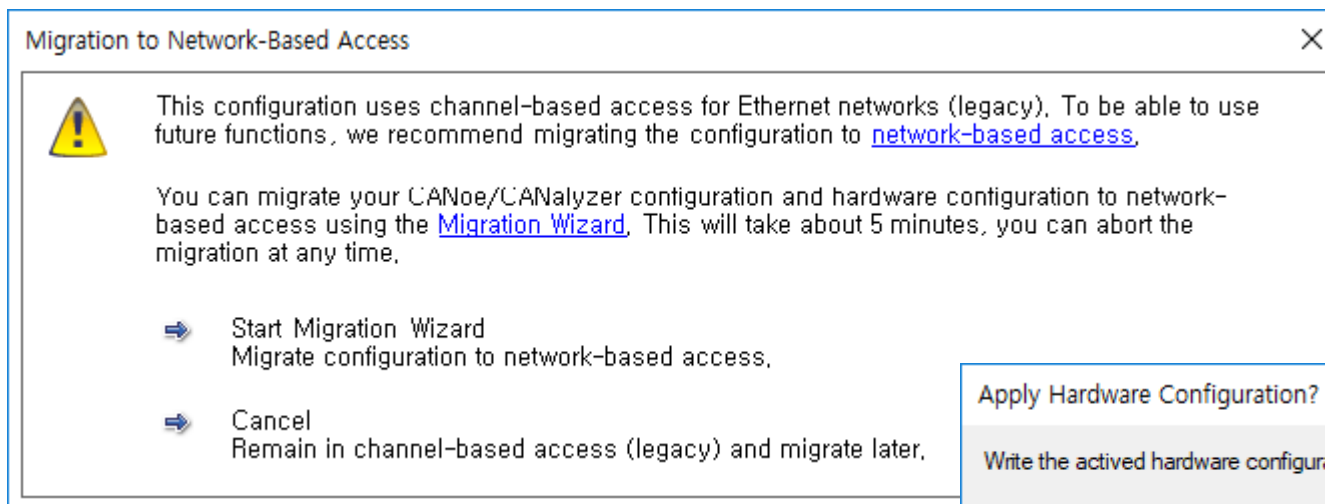 Migration to Network-Based Access
This configuration uses channel-based access for Ethernet networks (legacy). To be able to use
future functions, we recommend migrating the configuration to network-based access.
You can migrate your CANoe/CANalyzer configuration and hardware configuration to network-
based access using the Migration Wizard. This will take about 5 minutes, you can abort the
migration at any time.
Start Migration Wizard
Migrate configuration to network-based access.
Cancel
Remain in channel-based access (legacy) and migrate later.
Apply Hardware Configuration?
Write the actived hardware